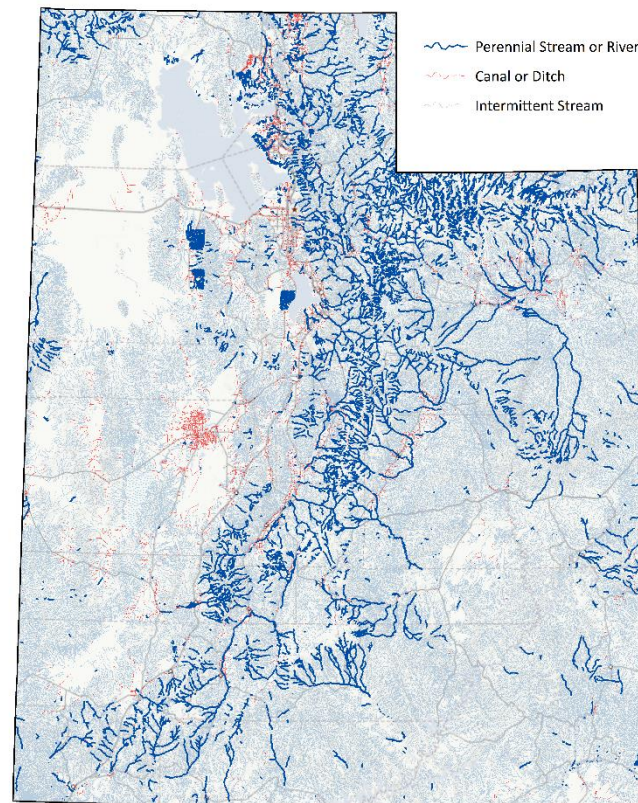 Perennial Stream or River
Canal or Ditch
Intermittent Stream